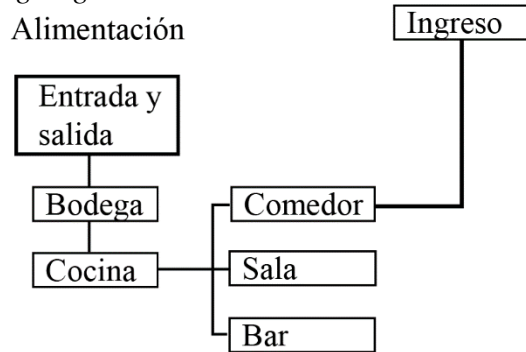 Alimentación
Ingreso
Entrada y
salida
Bodega
Comedor
Cocina
Sala
Bar